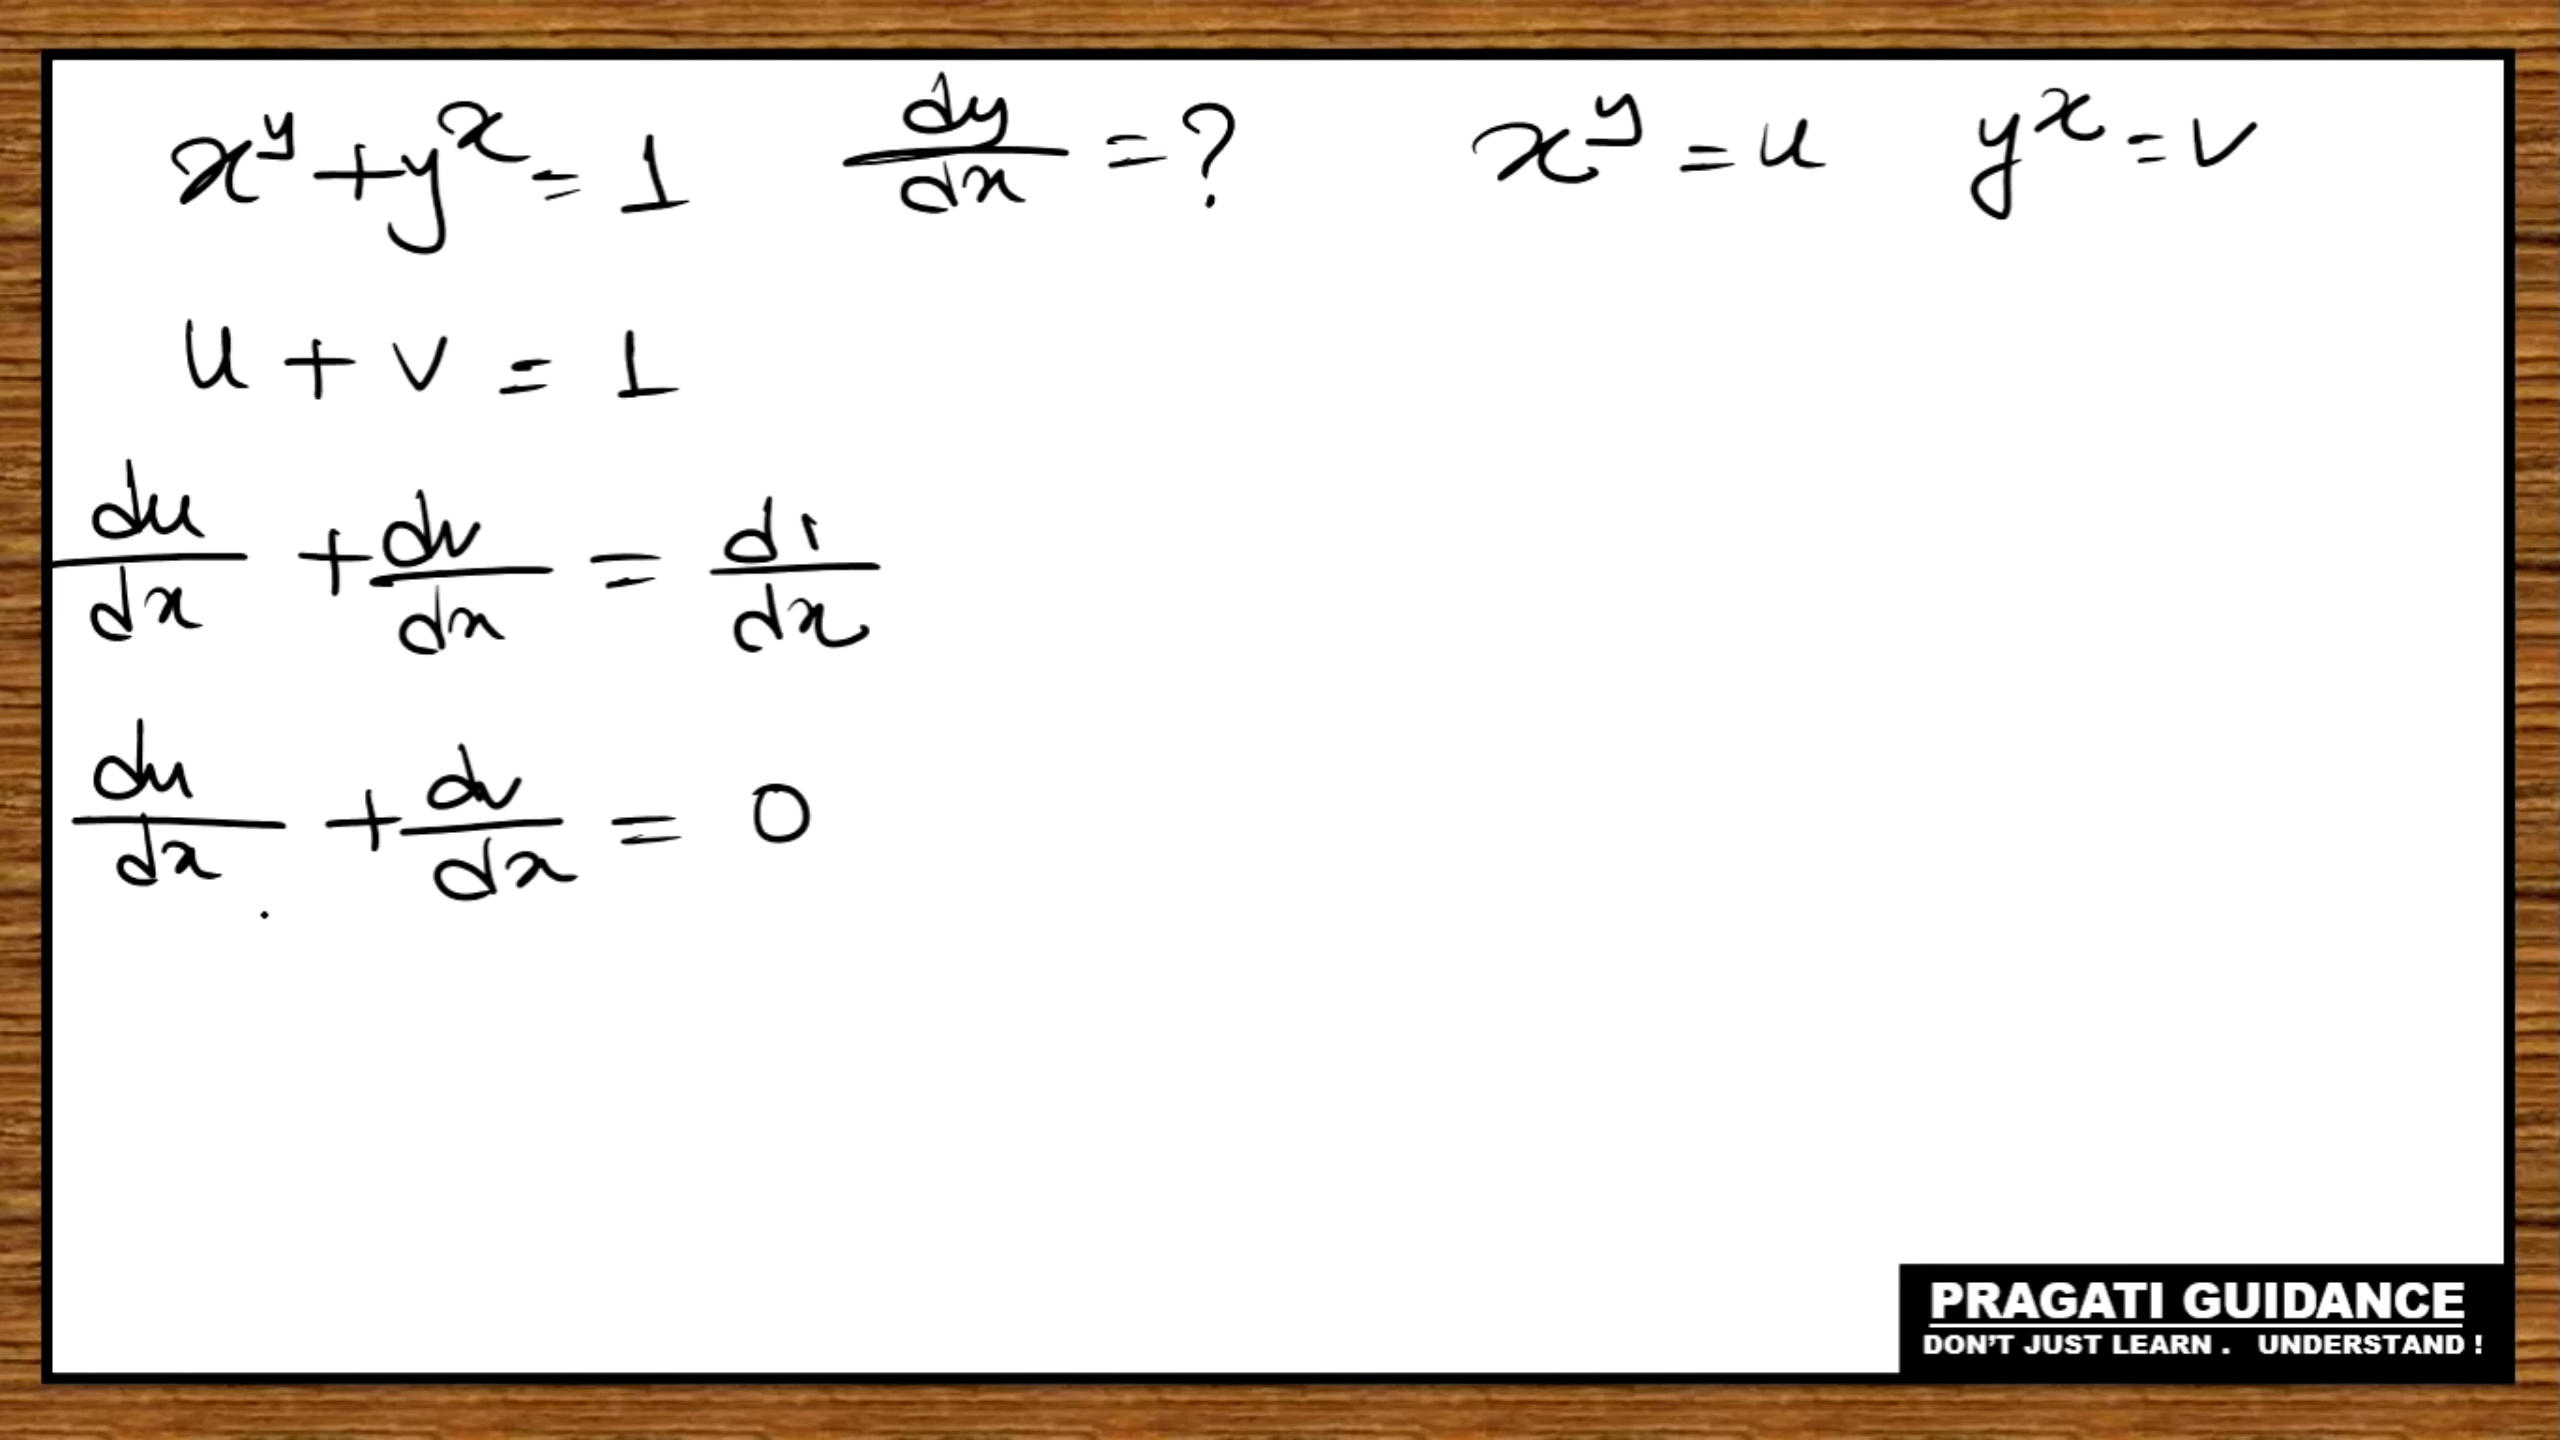 x^y + y^x = 1 dy/dx = ? x^y = u y^x = v
u + v = 1
du/dx + dv/dx = d1/dx
du/dx + dv/dx = 0
PRAGATI GUIDANCE
DON'T JUST LEARN . UNDERSTAND !